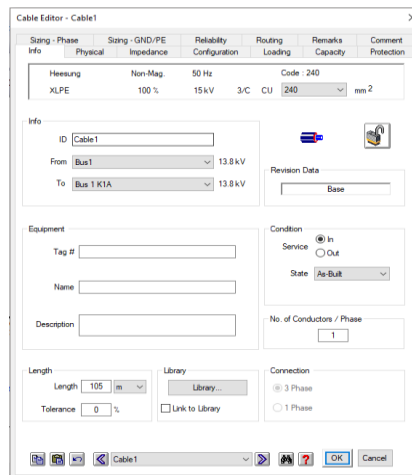 Cable Editor - Cable1
Sizing - Phase Sizing - GND/PE Reliability Routing Remarks Comment
Info Physical Impedance Configuration Loading Capacity Protection
Heesung Non-Mag. 50 Hz Code : 240
XLPE 100 % 15 kV 3/C CU 240 mm 2
Info
ID Cable1
From Bus1 13.8 kV
To Bus 1 K1A 13.8 kV
Revision Data
Base
Equipment
Tag #
Name
Description
Condition
Service In
Out
State As-Built
No. of Conductors / Phase
1
Length
Length 105 m
Tolerance 0 %
Library
Library...
Link to Library
Connection
3 Phase
1 Phase
Cable1 ? OK Cancel